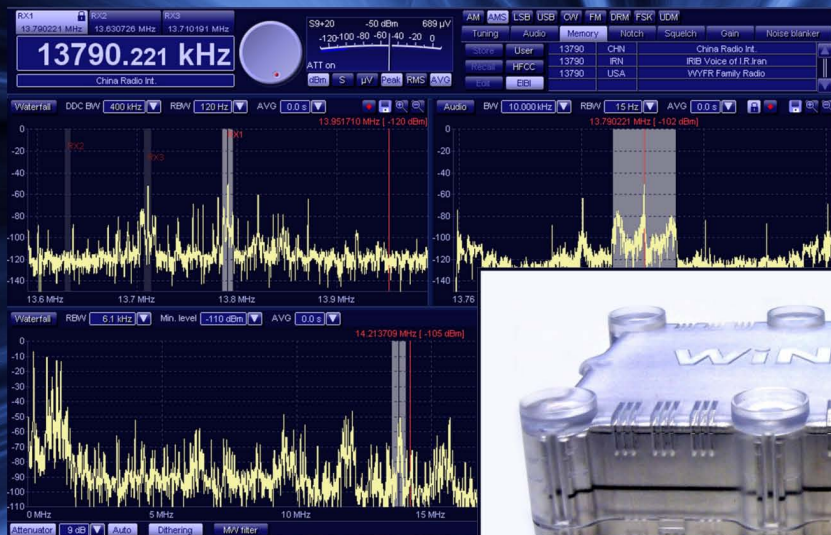 RX1 RX2 RX3
13.790221 MHz 13.630726 MHz 13.710191 MHz
13790.221 kHz
China Radio Int.
S9+20 -50 dBm 689 µV
-120 -100 -80 -60 -40 -20 0
ATT on
dBm S µV Peak RMS AVG
AM AMS LSB USB CW FM DRM FSK UDM
Tuning Audio Memory Notch Squelch Gain Noise blanker
Store User 13790 CHN China Radio Int.
Recall HFCC 13790 IRN IRIB Voice of I.R.Iran
Edit EIBI 13790 USA WYFR Family Radio
Waterfall DDC BW 400 kHz RBW 120 Hz AVG 0.0 s
13.951710 MHz [ -120 dBm]
RX2 RX3 RX1
0
-20
-40
-60
-80
-100
-120
-140
13.6 MHz 13.7 MHz 13.8 MHz 13.9 MHz
Audio BW 10.000 kHz RBW 15 Hz AVG 0.0 s
13.790221 MHz [ -102 dBm]
0
-20
-40
-60
-80
-100
-120
-140
13.76
Waterfall RBW 6.1 kHz Min. level -110 dBm AVG 0.0 s
14.213709 MHz [ -105 dBm]
0
-10
-20
-30
-40
-50
-60
-70
-80
-90
-100
-110
0 MHz 5 MHz 10 MHz 15 MHz
Attenuator 9 dB Auto Dithering MW filter
WiN